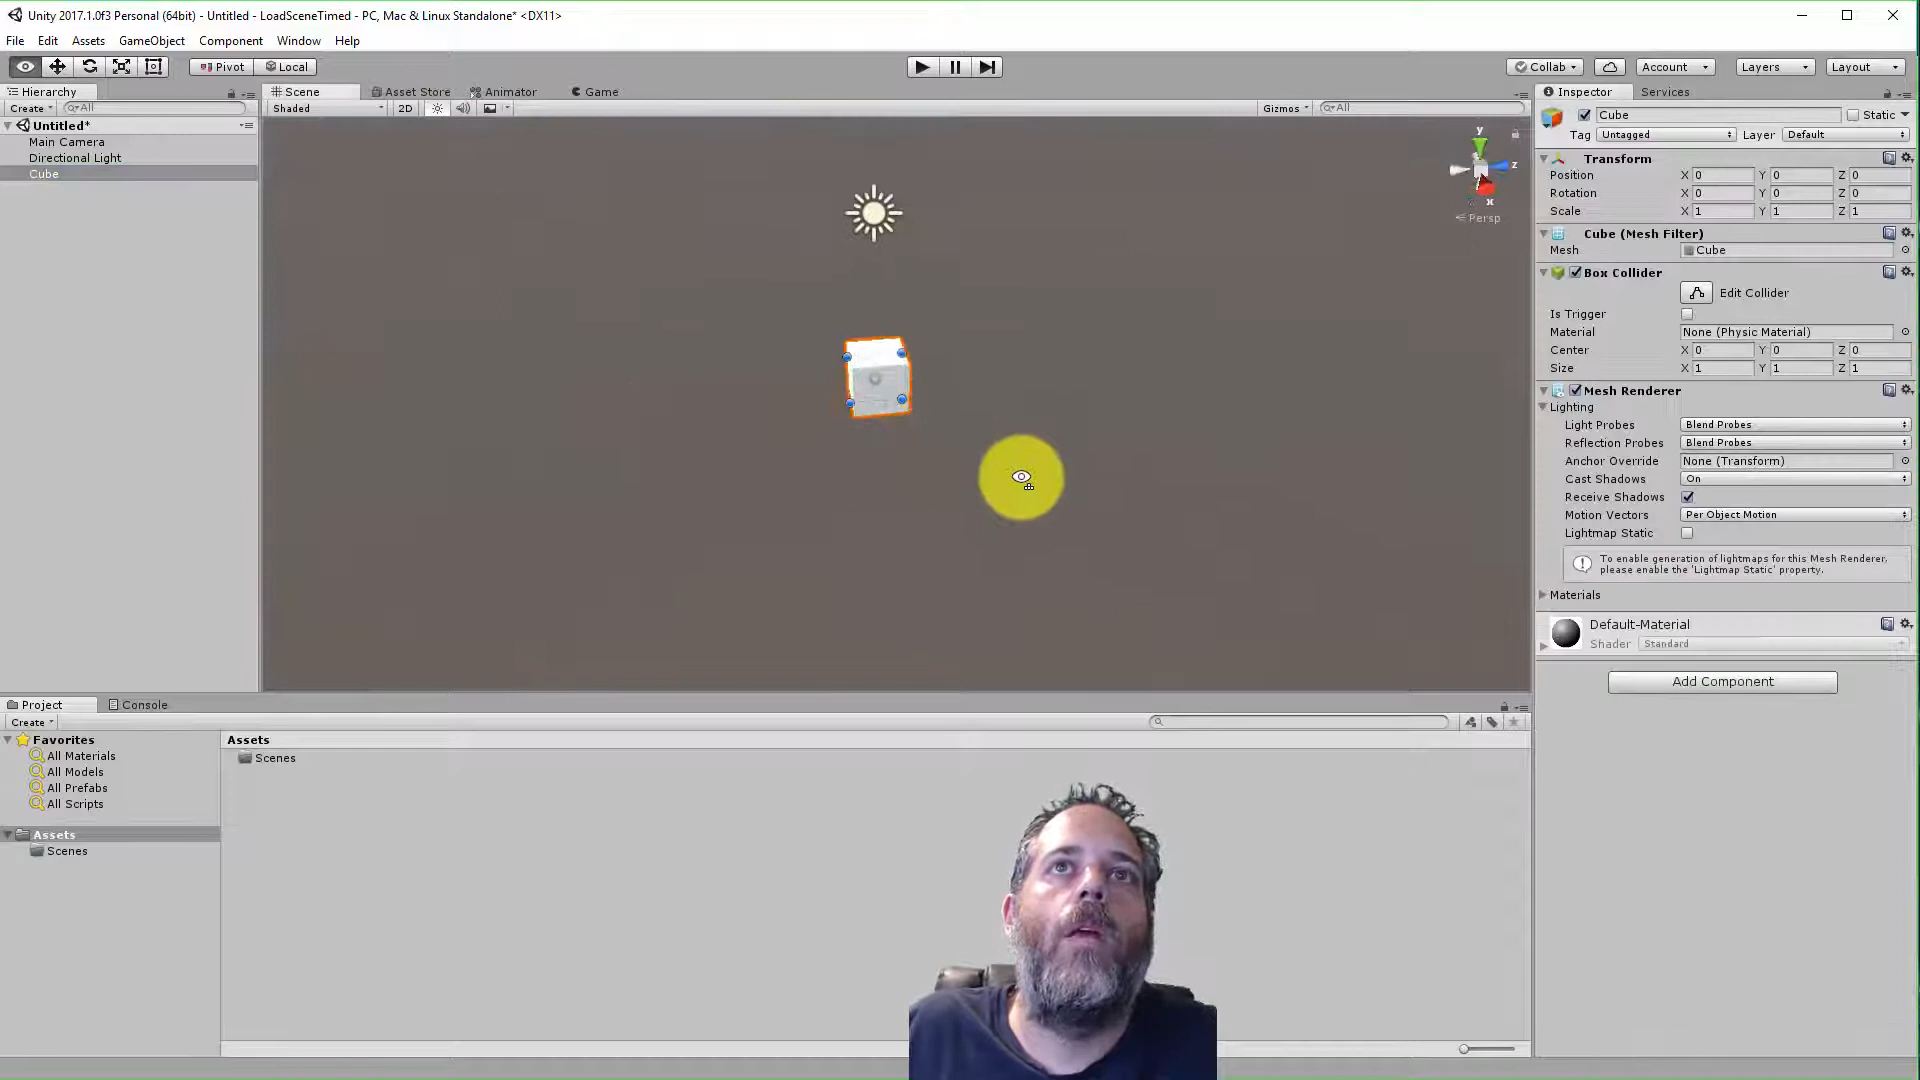 Unity 2017.1.0f3 Personal (64bit) - Untitled - LoadSceneTimed - PC, Mac & Linux Standalone* <DX11>
File Edit Assets GameObject Component Window Help
Pivot Local Collab Account Layers Layout
Hierarchy Scene Asset Store Animator Game Inspector Services
Create All Shaded 2D Gizmos All
Untitled*
Main Camera
Directional Light
Cube
y
z
x
Persp
Cube Static
Tag Untagged Layer Default
Transform
Position X 0 Y 0 Z 0
Rotation X 0 Y 0 Z 0
Scale X 1 Y 1 Z 1
Cube (Mesh Filter)
Mesh Cube
Box Collider
Edit Collider
Is Trigger
Material None (Physic Material)
Center X 0 Y 0 Z 0
Size X 1 Y 1 Z 1
Mesh Renderer
Lighting
Light Probes Blend Probes
Reflection Probes Blend Probes
Anchor Override None (Transform)
Cast Shadows On
Receive Shadows
Motion Vectors Per Object Motion
Lightmap Static
To enable generation of lightmaps for this Mesh Renderer,
please enable the 'Lightmap Static' property.
Materials
Default-Material
Shader Standard
Add Component
Project Console
Create
Favorites
All Materials
All Models
All Prefabs
All Scripts
Assets
Scenes
Assets
Scenes